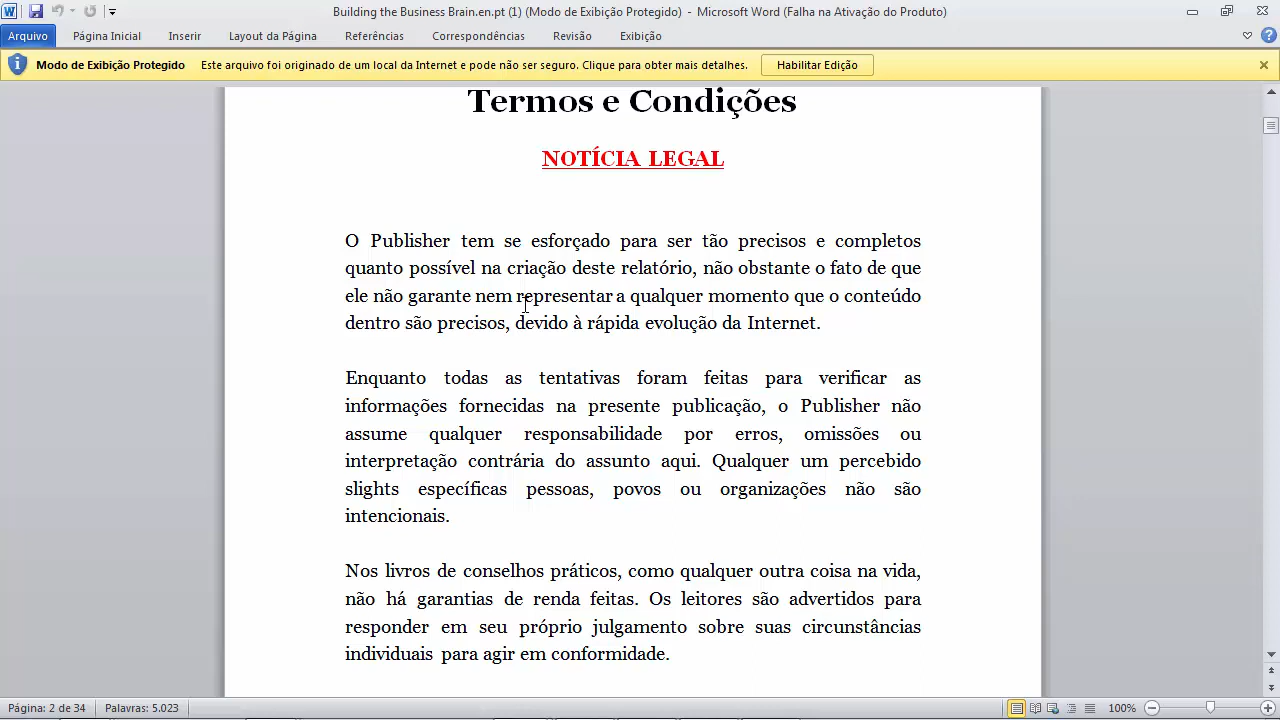 Building the Business Brain.en.pt (1) (Modo de Exibição Protegido) - Microsoft Word (Falha na Ativação do Produto)
Arquivo Página Inicial Inserir Layout da Página Referências Correspondências Revisão Exibição
Modo de Exibição Protegido Este arquivo foi originado de um local da Internet e pode não ser seguro. Clique para obter mais detalhes. Habilitar Edição
Termos e Condições
NOTÍCIA LEGAL
O Publisher tem se esforçado para ser tão precisos e completos
quanto possível na criação deste relatório, não obstante o fato de que
ele não garante nem representar a qualquer momento que o conteúdo
dentro são precisos, devido à rápida evolução da Internet.
Enquanto todas as tentativas foram feitas para verificar as
informações fornecidas na presente publicação, o Publisher não
assume qualquer responsabilidade por erros, omissões ou
interpretação contrária do assunto aqui. Qualquer um percebido
slights específicas pessoas, povos ou organizações não são
intencionais.
Nos livros de conselhos práticos, como qualquer outra coisa na vida,
não há garantias de renda feitas. Os leitores são advertidos para
responder em seu próprio julgamento sobre suas circunstâncias
individuais para agir em conformidade.
Página: 2 de 34 Palavras: 5.023 100%